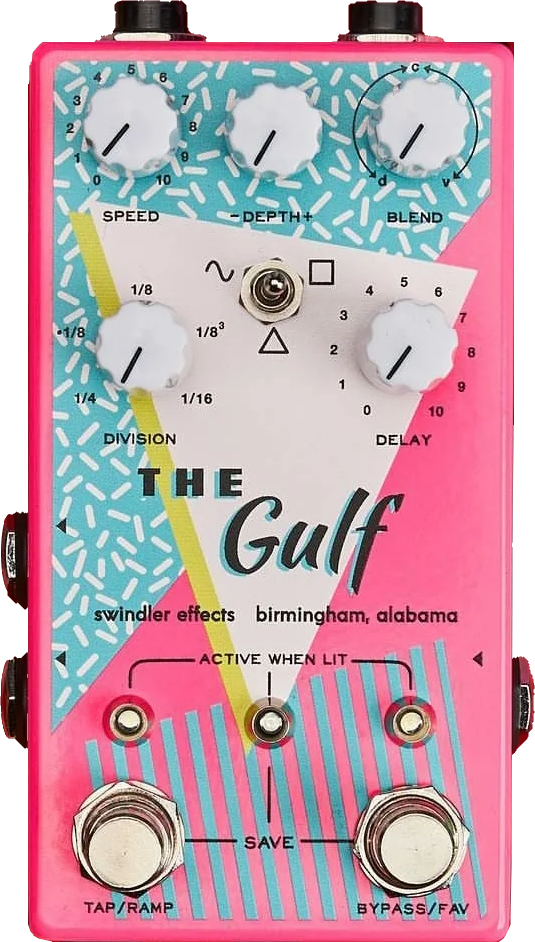 0 1 2 3 4 5 6 7 8 9 10
d c v
SPEED -DEPTH+ BLEND
1/4 •1/8 1/8 1/8³ 1/16
0 1 2 3 4 5 6 7 8 9 10
DIVISION DELAY
THE
Gulf
swindler effects birmingham, alabama
ACTIVE WHEN LIT
SAVE
TAP/RAMP BYPASS/FAV